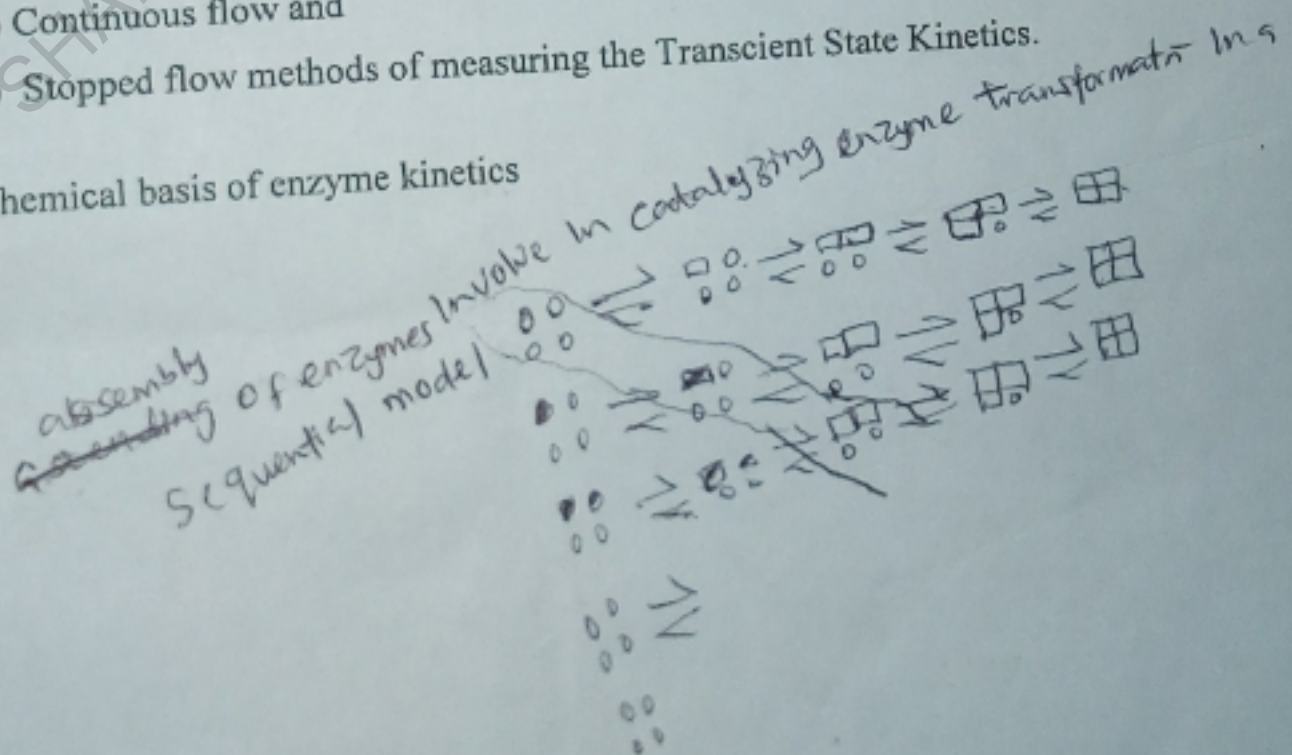 Continuous flow and
Stopped flow methods of measuring the Transcient State Kinetics.
hemical basis of enzyme kinetics
assembly of enzymes Involve in catalyzing enzyme transformatn In a
Sequential model
SHA